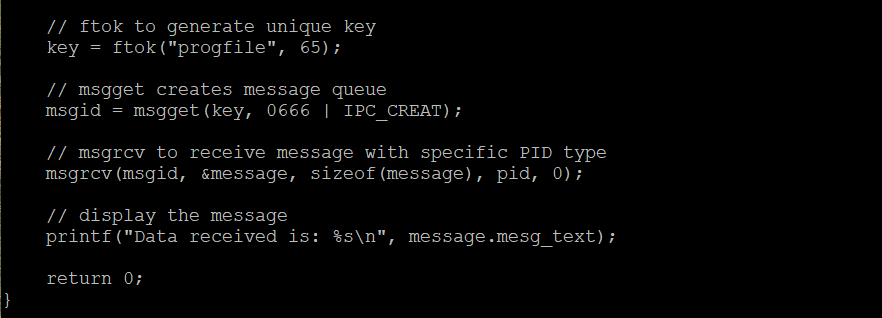 // ftok to generate unique key
key = ftok("progfile", 65);
// msgget creates message queue
msgid = msgget(key, 0666 | IPC_CREAT);
// msgrcv to receive message with specific PID type
msgrcv(msgid, &message, sizeof(message), pid, 0);
// display the message
printf("Data received is: %s\n", message.mesg_text);
return 0;
}